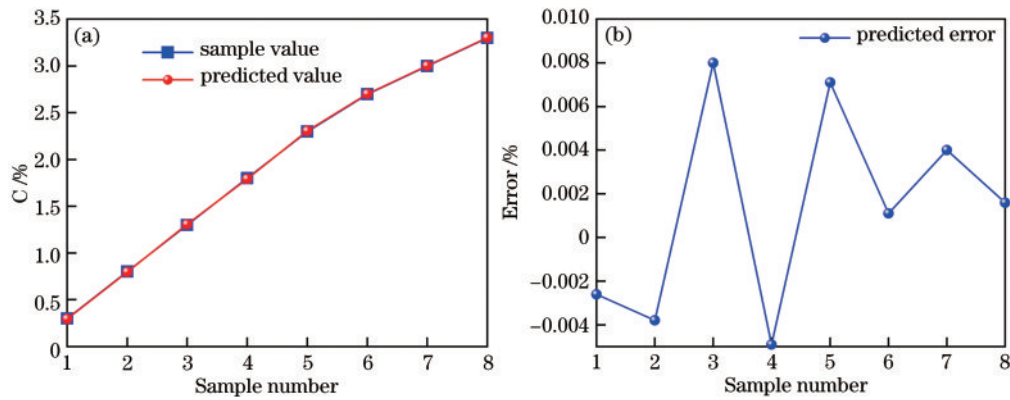 (a)
sample value
predicted value
3.5
3.0
2.5
2.0
1.5
1.0
0.5
0
C /%
1 2 3 4 5 6 7 8
Sample number
(b)
predicted error
0.010
0.008
0.006
0.004
0.002
0
−0.002
−0.004
Error /%
1 2 3 4 5 6 7 8
Sample number